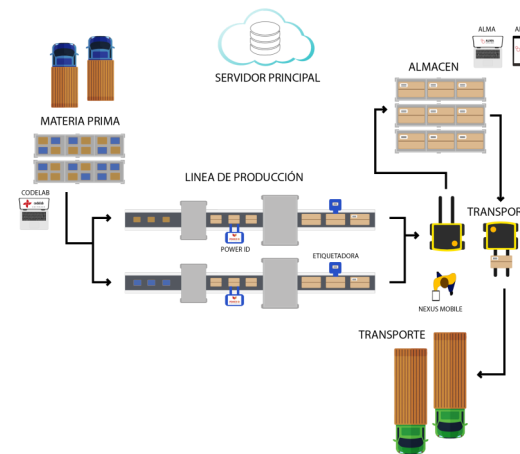 ALMA
SERVIDOR PRINCIPAL
ALMACEN
MATERIA PRIMA
LINEA DE PRODUCCIÓN
CODELAB
POWER ID
ETIQUETADORA
TRANSPOR
NEXUS MOBILE
TRANSPORTE